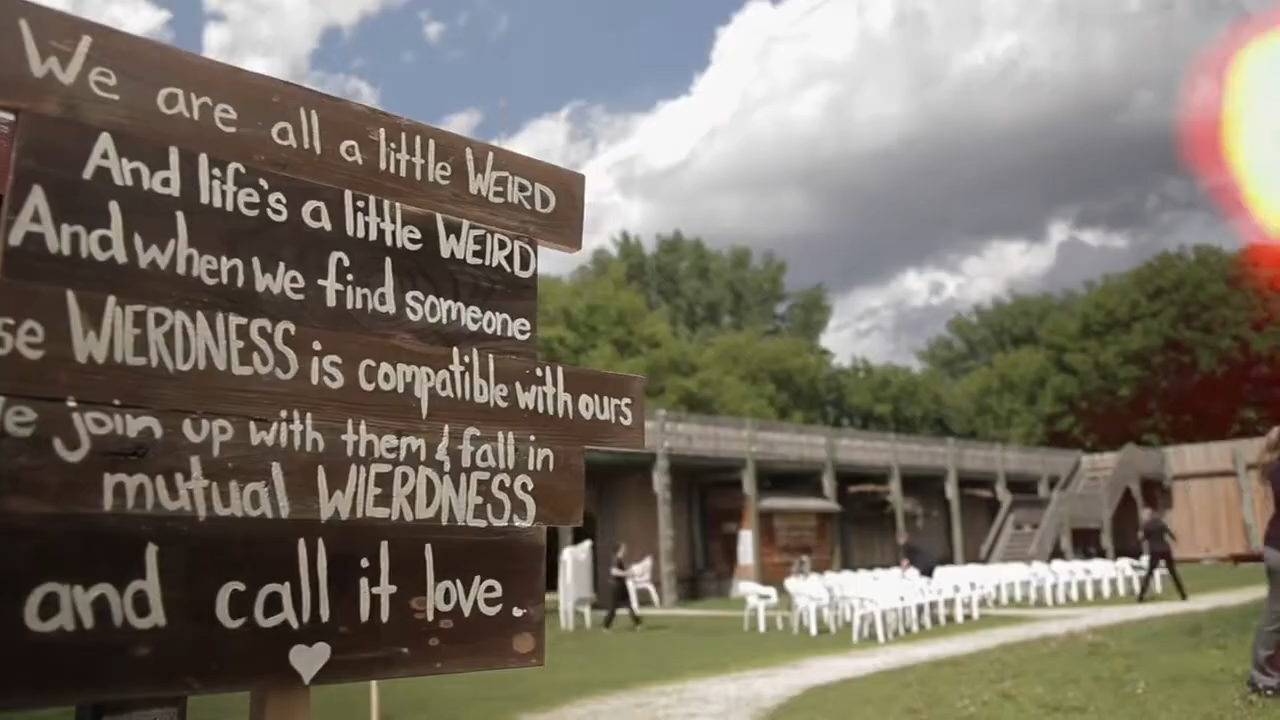 We are all a little WEIRD
And life's a little WEIRD
And when we find someone
se WIERDNESS is compatible with ours
We join up with them & fall in
mutual WIERDNESS
and call it love.